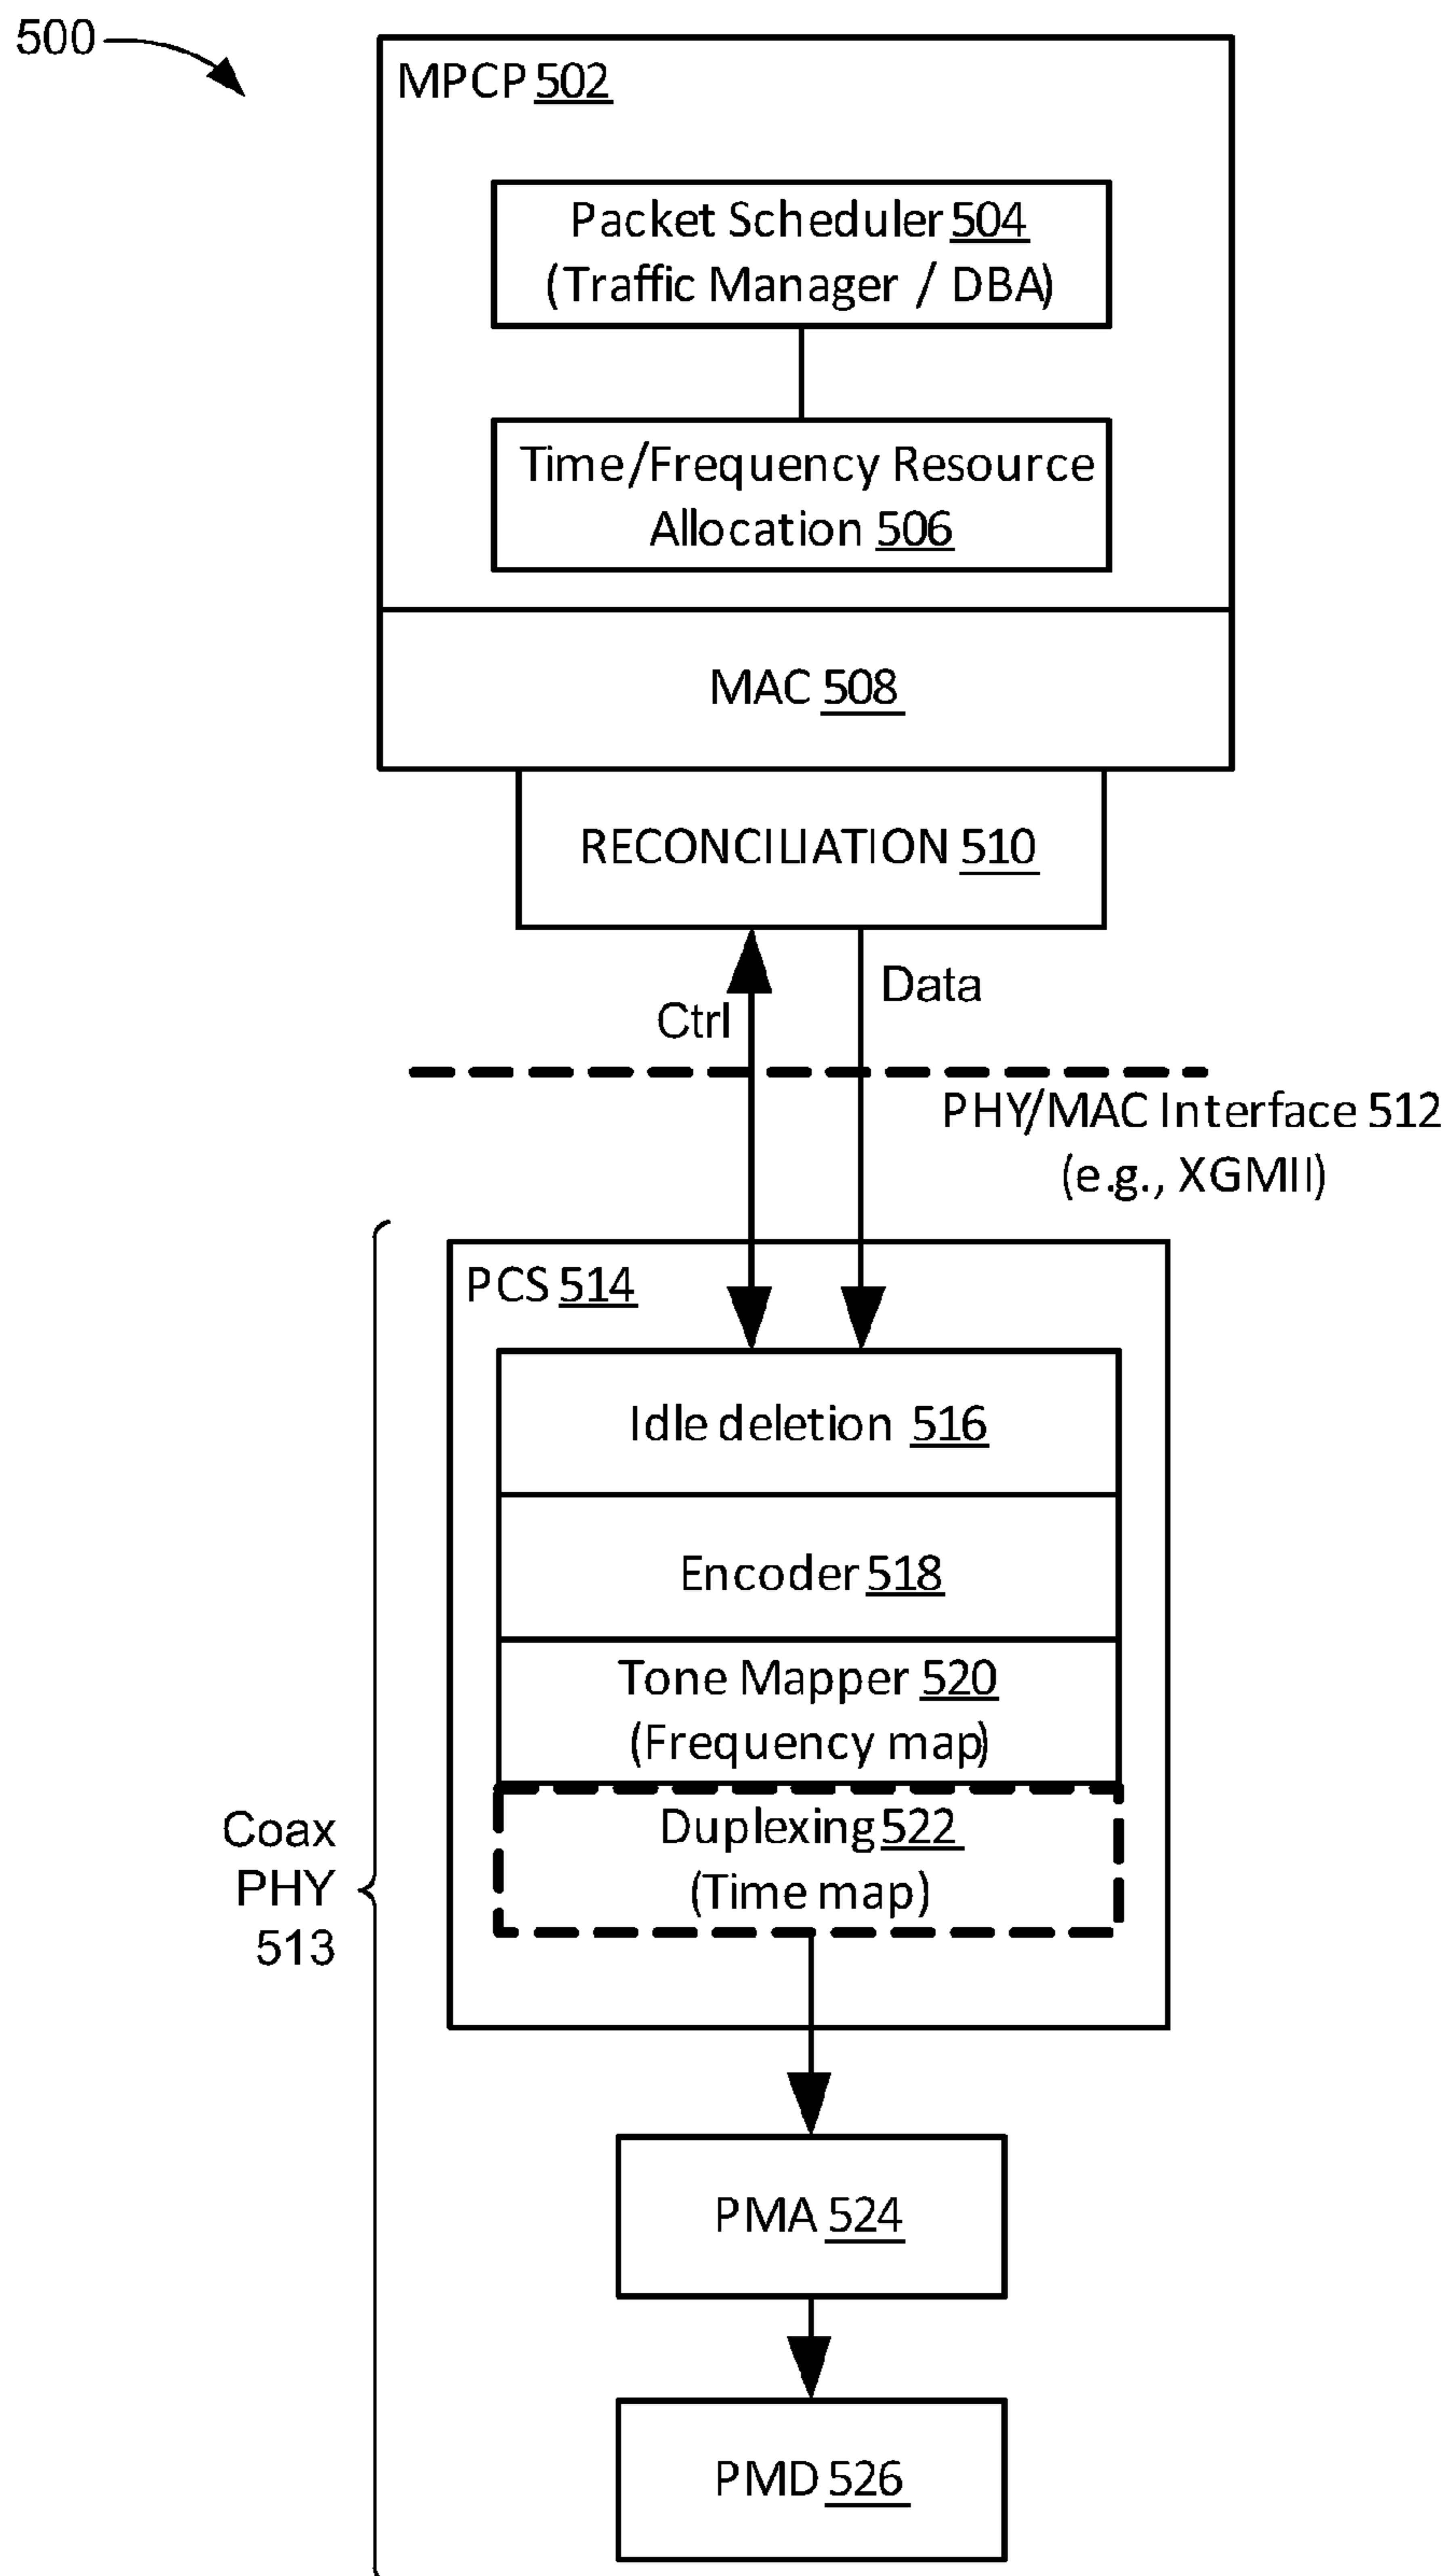 500
MPCP 502
Packet Scheduler 504
(Traffic Manager / DBA)
Time/Frequency Resource
Allocation 506
MAC 508
RECONCILIATION 510
Data
Ctrl
PHY/MAC Interface 512
(e.g., XGMII)
PCS 514
Idle deletion 516
Encoder 518
Tone Mapper 520
(Frequency map)
Duplexing 522
(Time map)
Coax
PHY
513
PMA 524
PMD 526